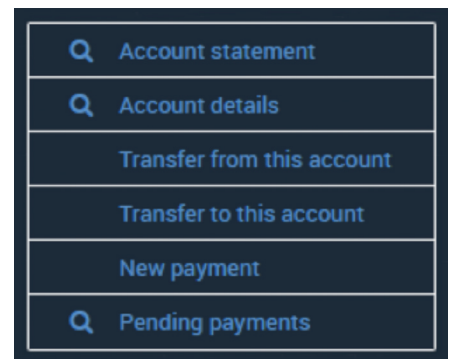 Account statement
Account details
Transfer from this account
Transfer to this account
New payment
Pending payments